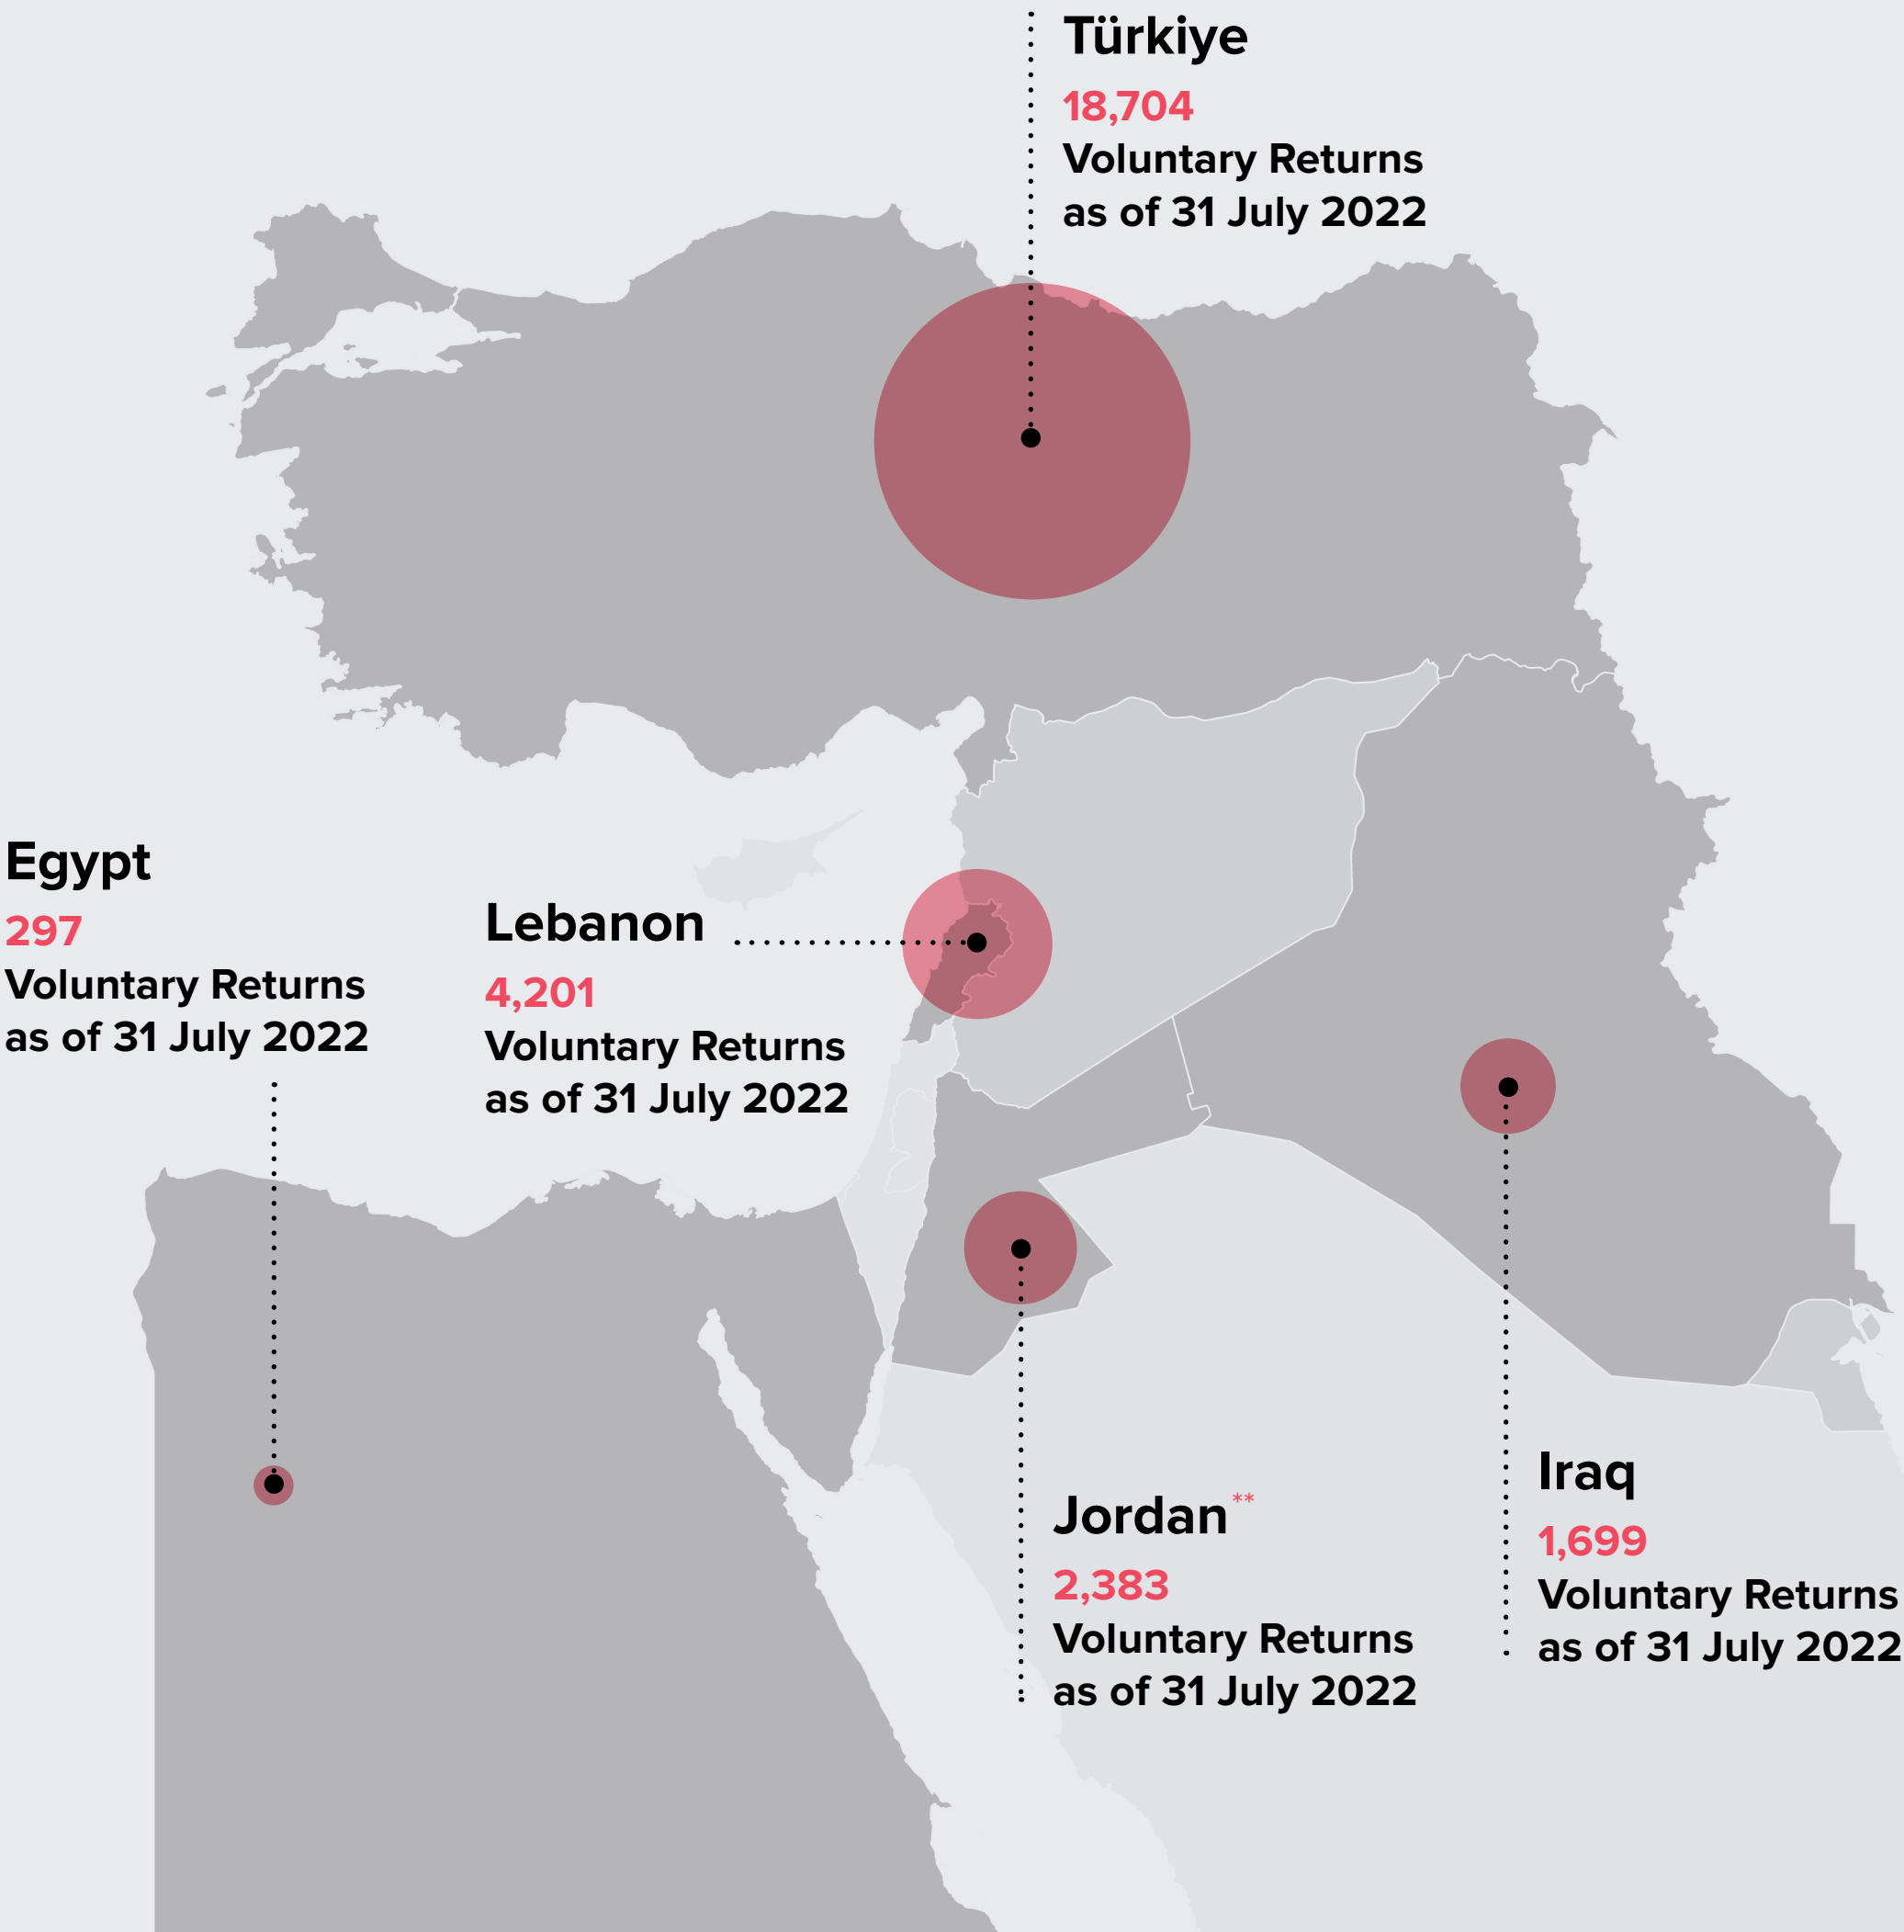 Türkiye
18,704
Voluntary Returns
as of 31 July 2022
Egypt
297
Voluntary Returns
as of 31 July 2022
Lebanon
4,201
Voluntary Returns
as of 31 July 2022
Jordan**
2,383
Voluntary Returns
as of 31 July 2022
Iraq
1,699
Voluntary Returns
as of 31 July 2022